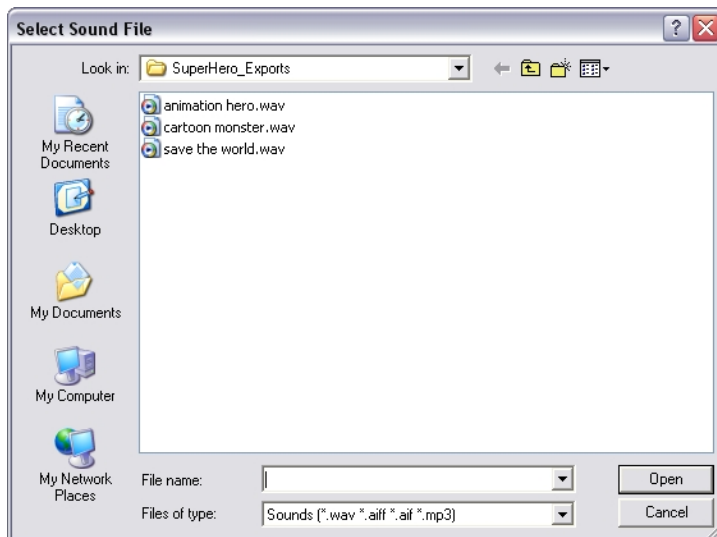 Select Sound File
Look in: SuperHero_Exports
animation hero.wav
cartoon monster.wav
save the world.wav
My Recent
Documents
Desktop
My Documents
My Computer
My Network
Places
File name:
Open
Files of type: Sounds (*.wav *.aiff *.aif *.mp3)
Cancel